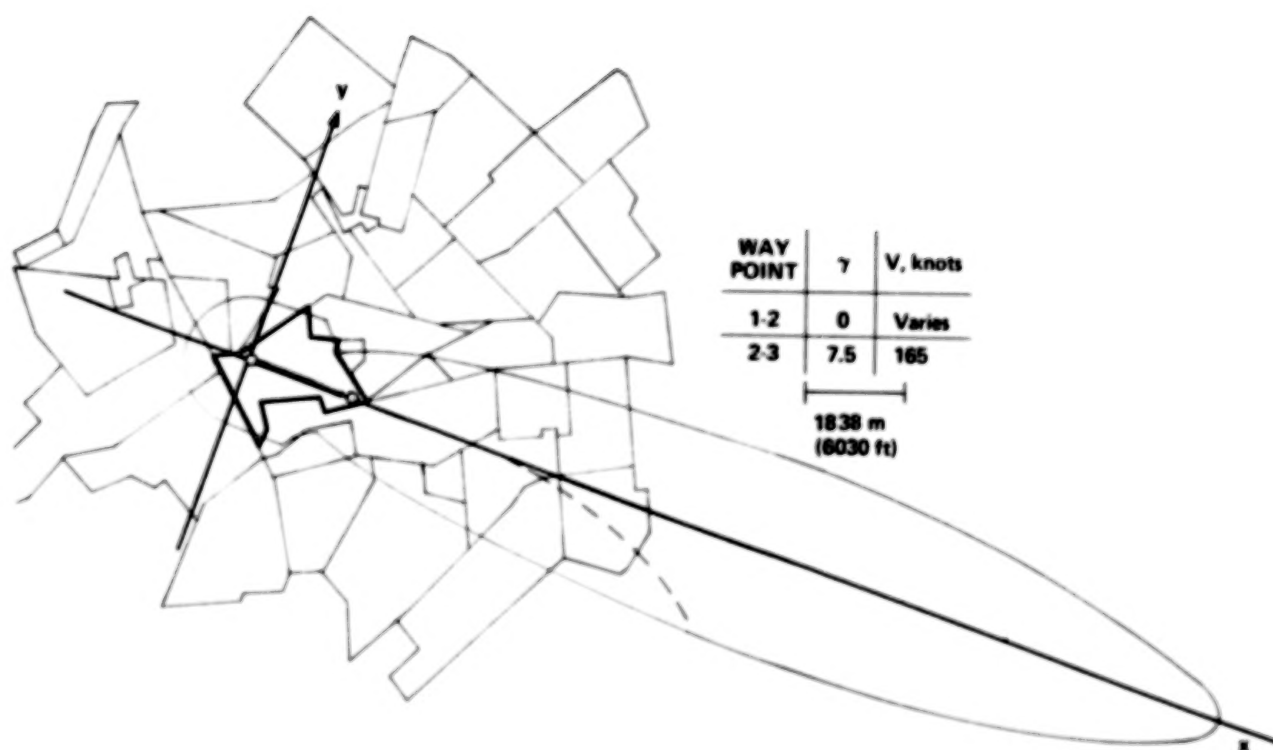 y
WAY POINT γ V, knots
1-2 0 Varies
2-3 7.5 165
1838 m
(6030 ft)
x